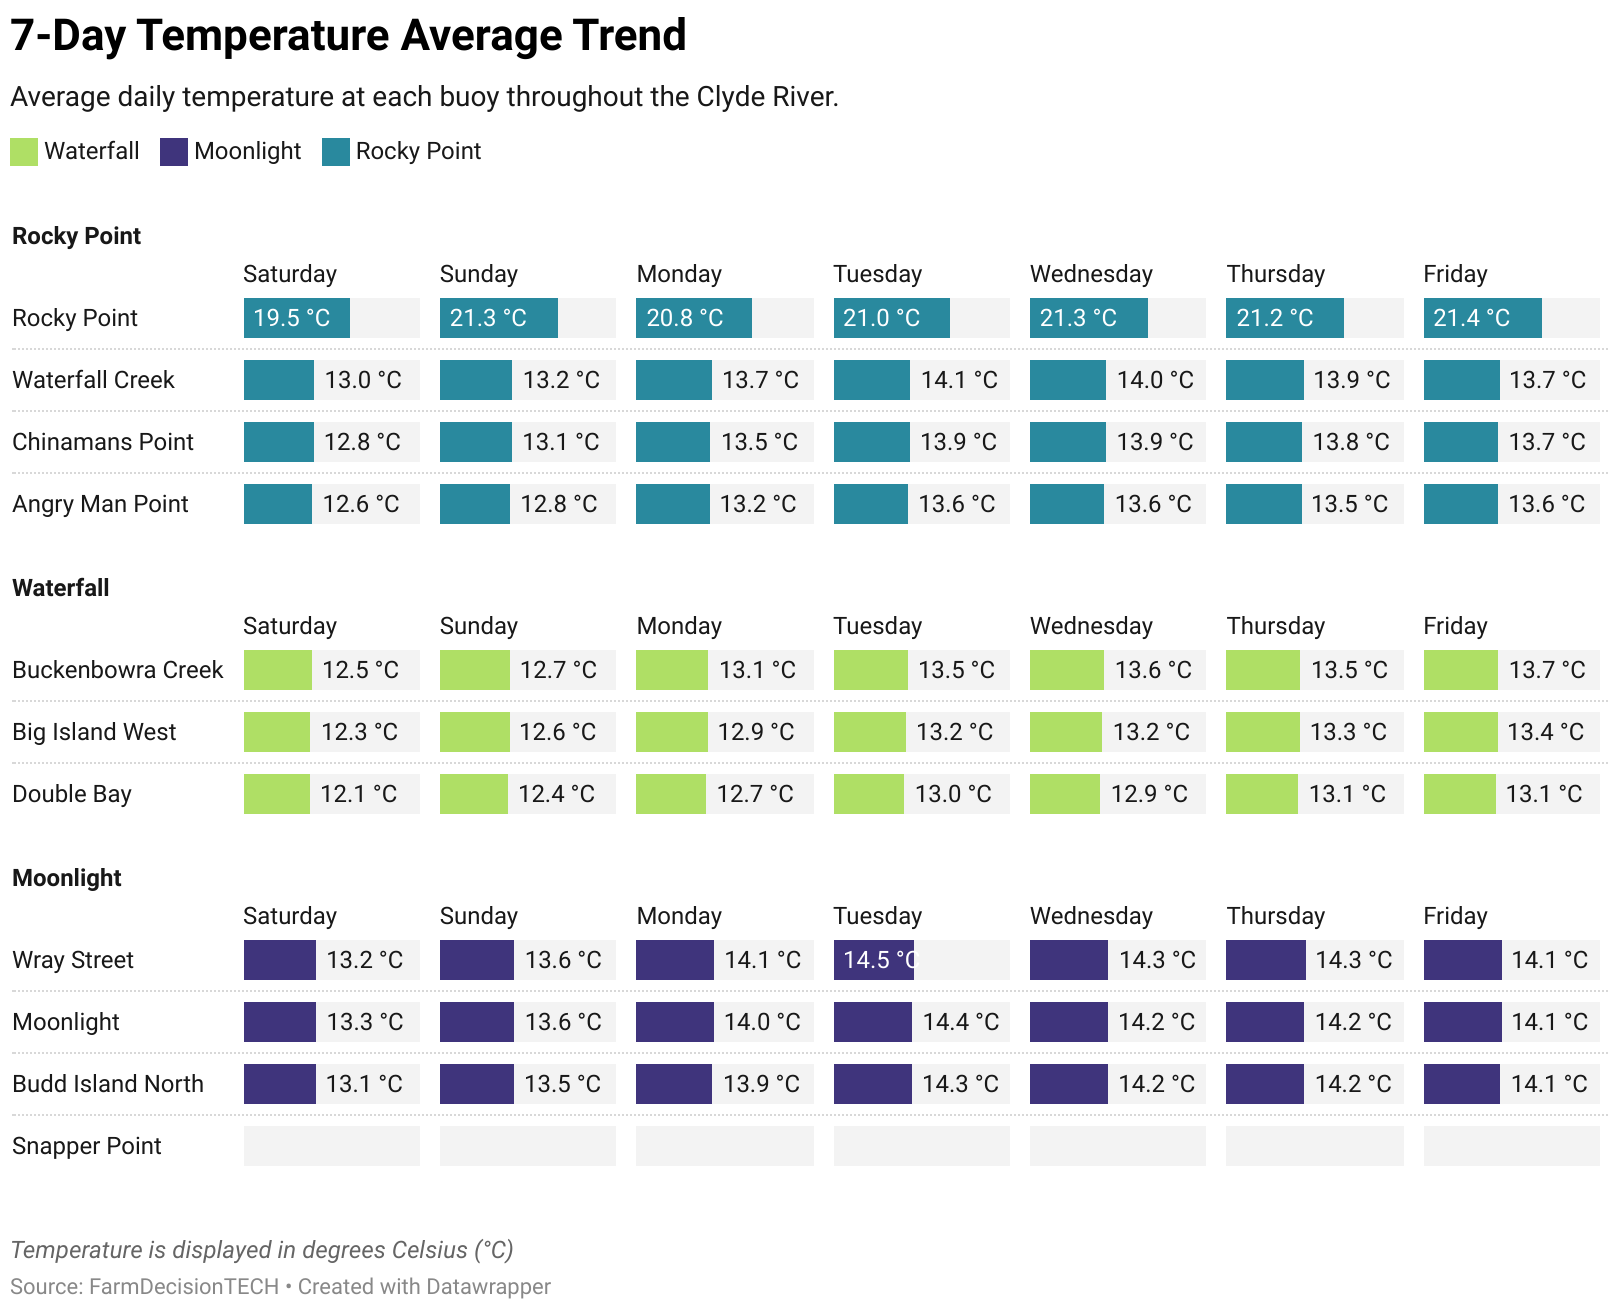 7-Day Temperature Average Trend
Average daily temperature at each buoy throughout the Clyde River.
Waterfall Moonlight Rocky Point
Rocky Point
Saturday Sunday Monday Tuesday Wednesday Thursday Friday
Rocky Point 19.5 °C 21.3 °C 20.8 °C 21.0 °C 21.3 °C 21.2 °C 21.4 °C
Waterfall Creek 13.0 °C 13.2 °C 13.7 °C 14.1 °C 14.0 °C 13.9 °C 13.7 °C
Chinamans Point 12.8 °C 13.1 °C 13.5 °C 13.9 °C 13.9 °C 13.8 °C 13.7 °C
Angry Man Point 12.6 °C 12.8 °C 13.2 °C 13.6 °C 13.6 °C 13.5 °C 13.6 °C
Waterfall
Saturday Sunday Monday Tuesday Wednesday Thursday Friday
Buckenbowra Creek 12.5 °C 12.7 °C 13.1 °C 13.5 °C 13.6 °C 13.5 °C 13.7 °C
Big Island West 12.3 °C 12.6 °C 12.9 °C 13.2 °C 13.2 °C 13.3 °C 13.4 °C
Double Bay 12.1 °C 12.4 °C 12.7 °C 13.0 °C 12.9 °C 13.1 °C 13.1 °C
Moonlight
Saturday Sunday Monday Tuesday Wednesday Thursday Friday
Wray Street 13.2 °C 13.6 °C 14.1 °C 14.5 °C 14.3 °C 14.3 °C 14.1 °C
Moonlight 13.3 °C 13.6 °C 14.0 °C 14.4 °C 14.2 °C 14.2 °C 14.1 °C
Budd Island North 13.1 °C 13.5 °C 13.9 °C 14.3 °C 14.2 °C 14.2 °C 14.1 °C
Snapper Point
Temperature is displayed in degrees Celsius (°C)
Source: FarmDecisionTECH • Created with Datawrapper